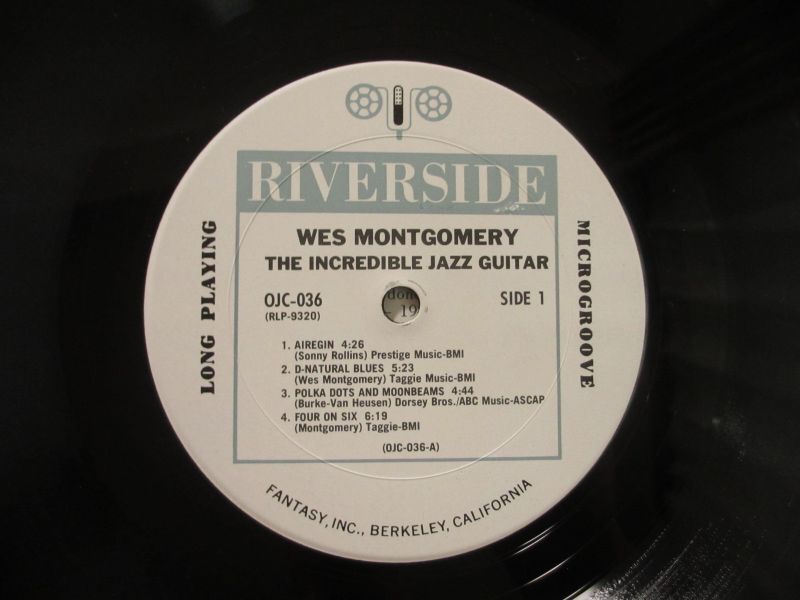 RIVERSIDE
WES MONTGOMERY
THE INCREDIBLE JAZZ GUITAR
OJC-036
(RLP-9320)
SIDE 1
1. AIREGIN 4:26
(Sonny Rollins) Prestige Music-BMI
2. D-NATURAL BLUES 5:23
(Wes Montgomery) Taggie Music-BMI
3. POLKA DOTS AND MOONBEAMS 4:44
(Burke-Van Heusen) Dorsey Bros./ABC Music-ASCAP
4. FOUR ON SIX 6:19
(Montgomery) Taggie-BMI
(OJC-036-A)
LONG PLAYING
MICROGROOVE
FANTASY, INC., BERKELEY, CALIFORNIA